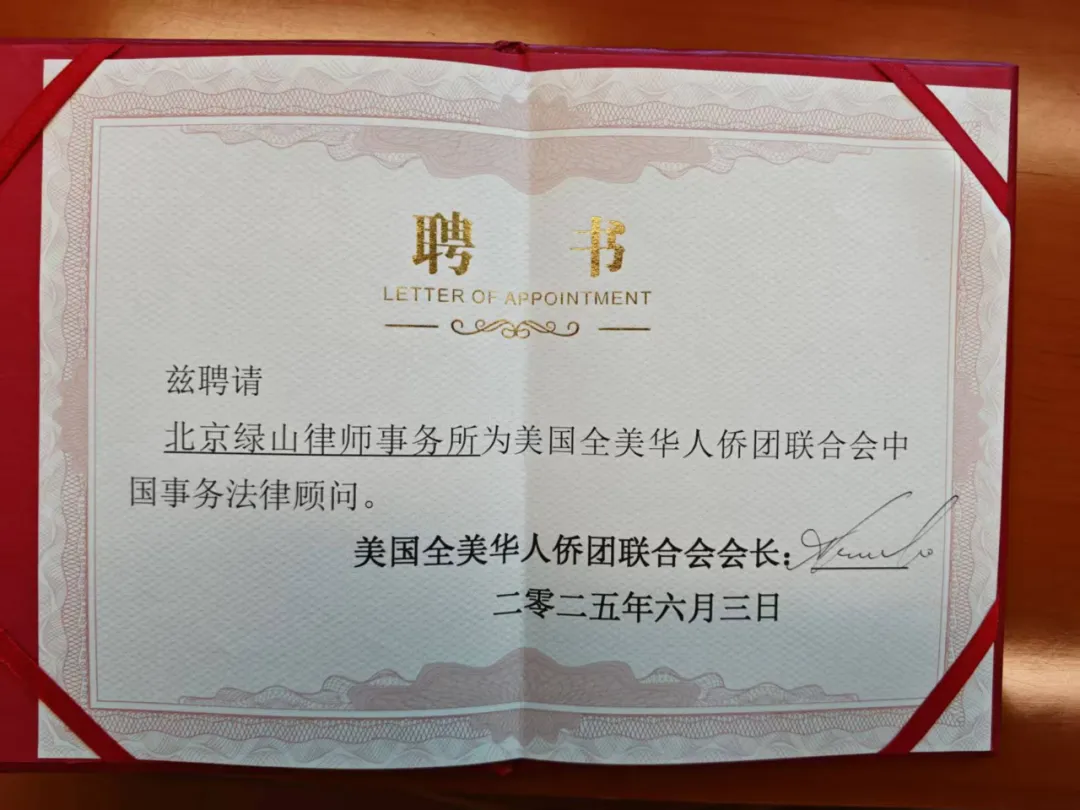 聘 书
LETTER OF APPOINTMENT
兹聘请
北京绿山律师事务所为美国全美华人侨团联合会中
国事务法律顾问。
美国全美华人侨团联合会会长:
二零二五年六月三日